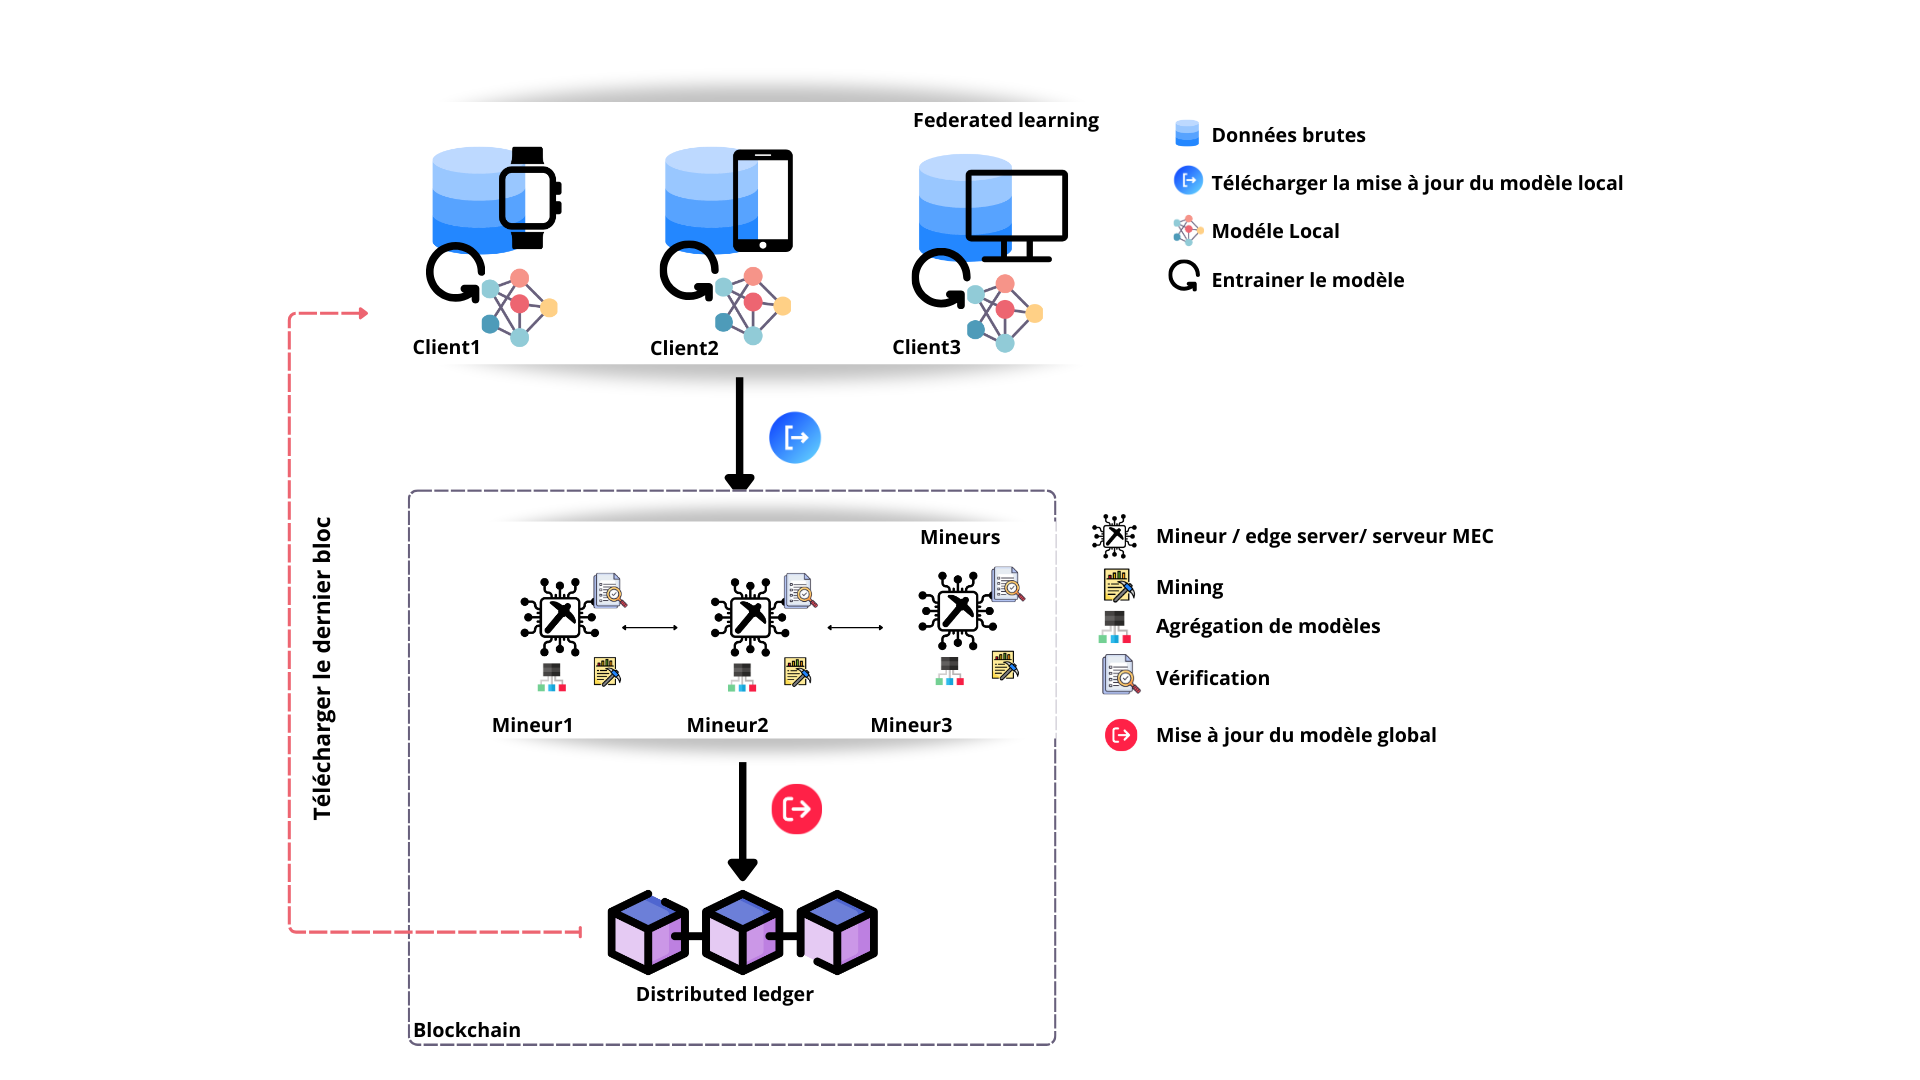 Federated learning
Données brutes
Télécharger la mise à jour du modèle local
Modéle Local
Entrainer le modèle
Client1
Client2
Client3
Télécharger le dernier bloc
Mineurs
Mineur / edge server/ serveur MEC
Mining
Agrégation de modèles
Vérification
Mise à jour du modèle global
Mineur1
Mineur2
Mineur3
Distributed ledger
Blockchain